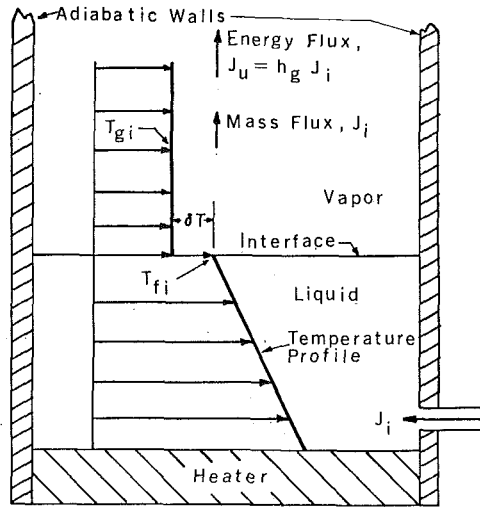 Adiabatic Walls
Energy Flux,
J_u = h_g J_i
Mass Flux, J_i
T_gi
Vapor
δT
Interface
T_fi
Liquid
Temperature
Profile
J_i
Heater